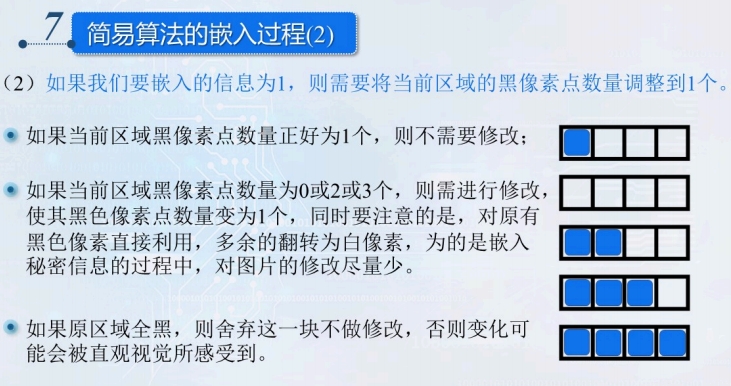 7 简易算法的嵌入过程(2)
（2）如果我们要嵌入的信息为1，则需要将当前区域的黑像素点数量调整到1个。
如果当前区域黑像素点数量正好为1个，则不需要修改；
如果当前区域黑像素点数量为0或2或3个，则需进行修改，
使其黑色像素点数量变为1个，同时要注意的是，对原有
黑色像素直接利用，多余的翻转为白像素，为的是嵌入
秘密信息的过程中，对图片的修改尽量少。
如果原区域全黑，则舍弃这一块不做修改，否则变化可
能会被直观视觉所感受到。